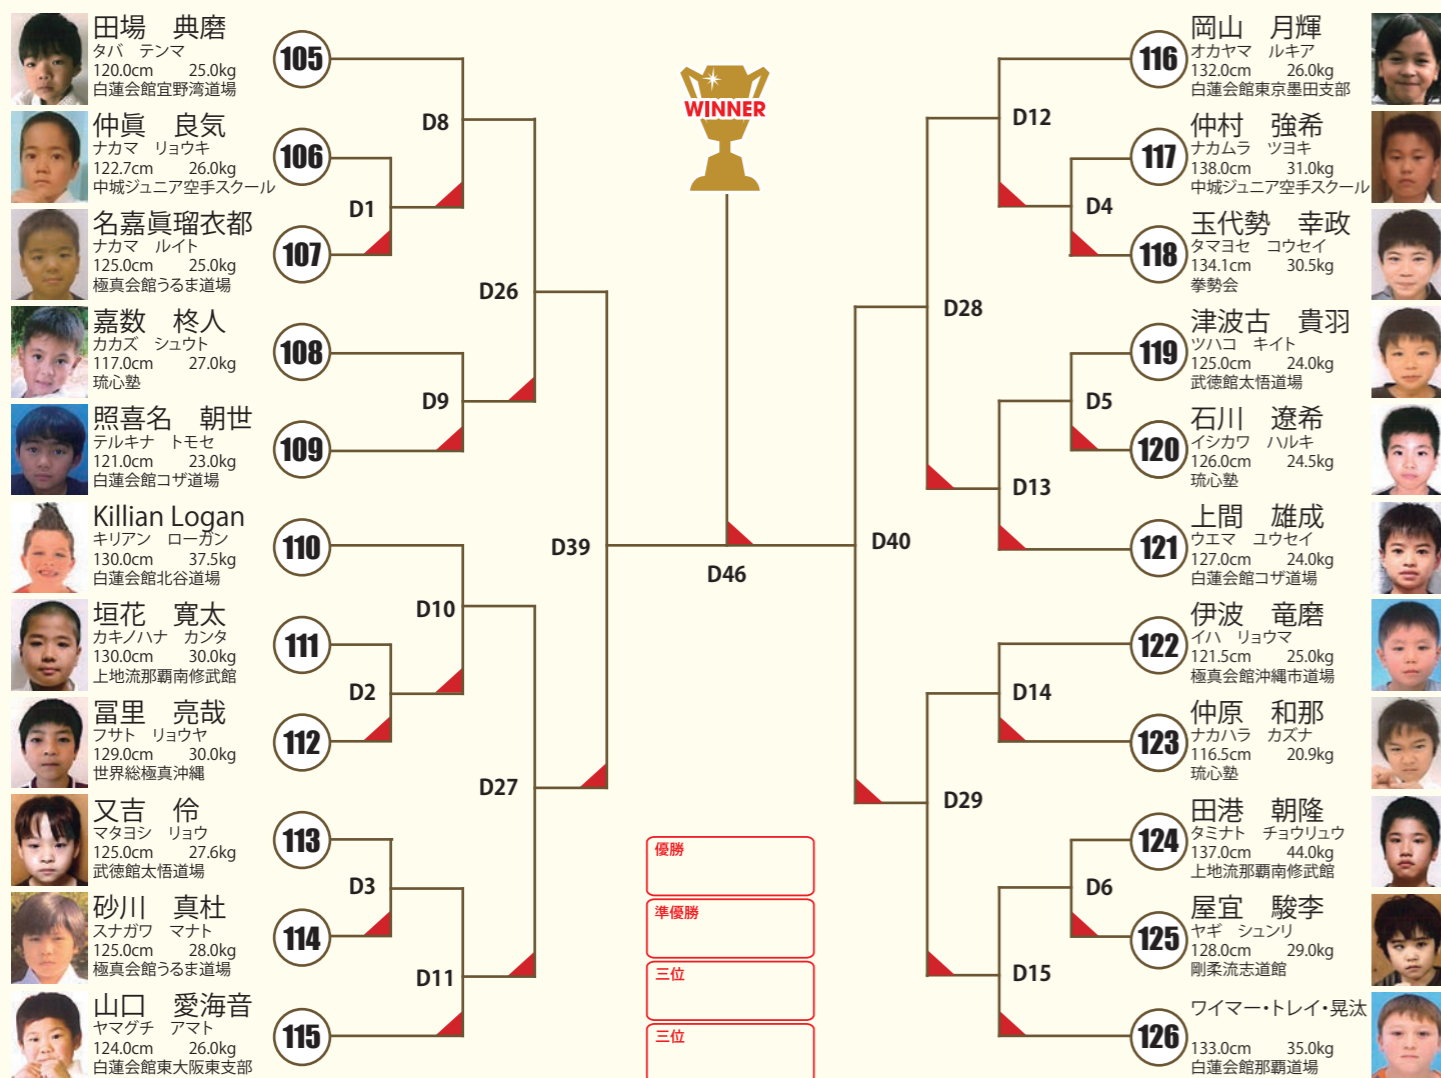 田場　典磨
タバ　テンマ
120.0cm　25.0kg
白蓮会館宜野湾道場
105
仲眞　良気
ナカマ　リョウキ
122.7cm　26.0kg
中城ジュニア空手スクール
106
名嘉眞瑠衣都
ナカマ　ルイト
125.0cm　25.0kg
極真会館うるま道場
107
嘉数　柊人
カカズ　シュウト
117.0cm　27.0kg
琉心塾
108
照喜名　朝世
テルキナ　トモセ
121.0cm　23.0kg
白蓮会館コザ道場
109
Killian Logan
キリアン　ローガン
130.0cm　37.5kg
白蓮会館北谷道場
110
垣花　寛太
カキノハナ　カンタ
130.0cm　30.0kg
上地流那覇南修武館
111
冨里　亮哉
フサト　リョウヤ
129.0cm　30.0kg
世界総極真沖縄
112
又吉　伶
マタヨシ　リョウ
125.0cm　27.6kg
武徳館太悟道場
113
砂川　真杜
スナガワ　マナト
125.0cm　28.0kg
極真会館うるま道場
114
山口　愛海音
ヤマグチ　アマト
124.0cm　26.0kg
白蓮会館東大阪東支部
115
D8
D1
D26
D9
D39
D10
D2
D27
D3
D11
WINNER
D46
優勝
準優勝
三位
三位
D12
D4
D28
D5
D13
D40
D14
D29
D6
D15
116
岡山　月輝
オカヤマ　ルキア
132.0cm　26.0kg
白蓮会館東京墨田支部
117
仲村　強希
ナカムラ　ツヨキ
138.0cm　31.0kg
中城ジュニア空手スクール
118
玉代勢　幸政
タマヨセ　コウセイ
134.1cm　30.5kg
拳勢会
119
津波古　貴羽
ツハコ　キイト
125.0cm　24.0kg
武徳館太悟道場
120
石川　遼希
イシカワ　ハルキ
126.0cm　24.5kg
琉心塾
121
上間　雄成
ウエマ　ユウセイ
127.0cm　24.0kg
白蓮会館コザ道場
122
伊波　竜磨
イハ　リョウマ
121.5cm　25.0kg
極真会館沖縄市道場
123
仲原　和那
ナカハラ　カズナ
116.5cm　20.9kg
琉心塾
124
田港　朝隆
タミナト　チョウリュウ
137.0cm　44.0kg
上地流那覇南修武館
125
屋宜　駿李
ヤギ　シュンリ
128.0cm　29.0kg
剛柔流志道館
126
ワイマー・トレイ・晃汰
133.0cm　35.0kg
白蓮会館那覇道場